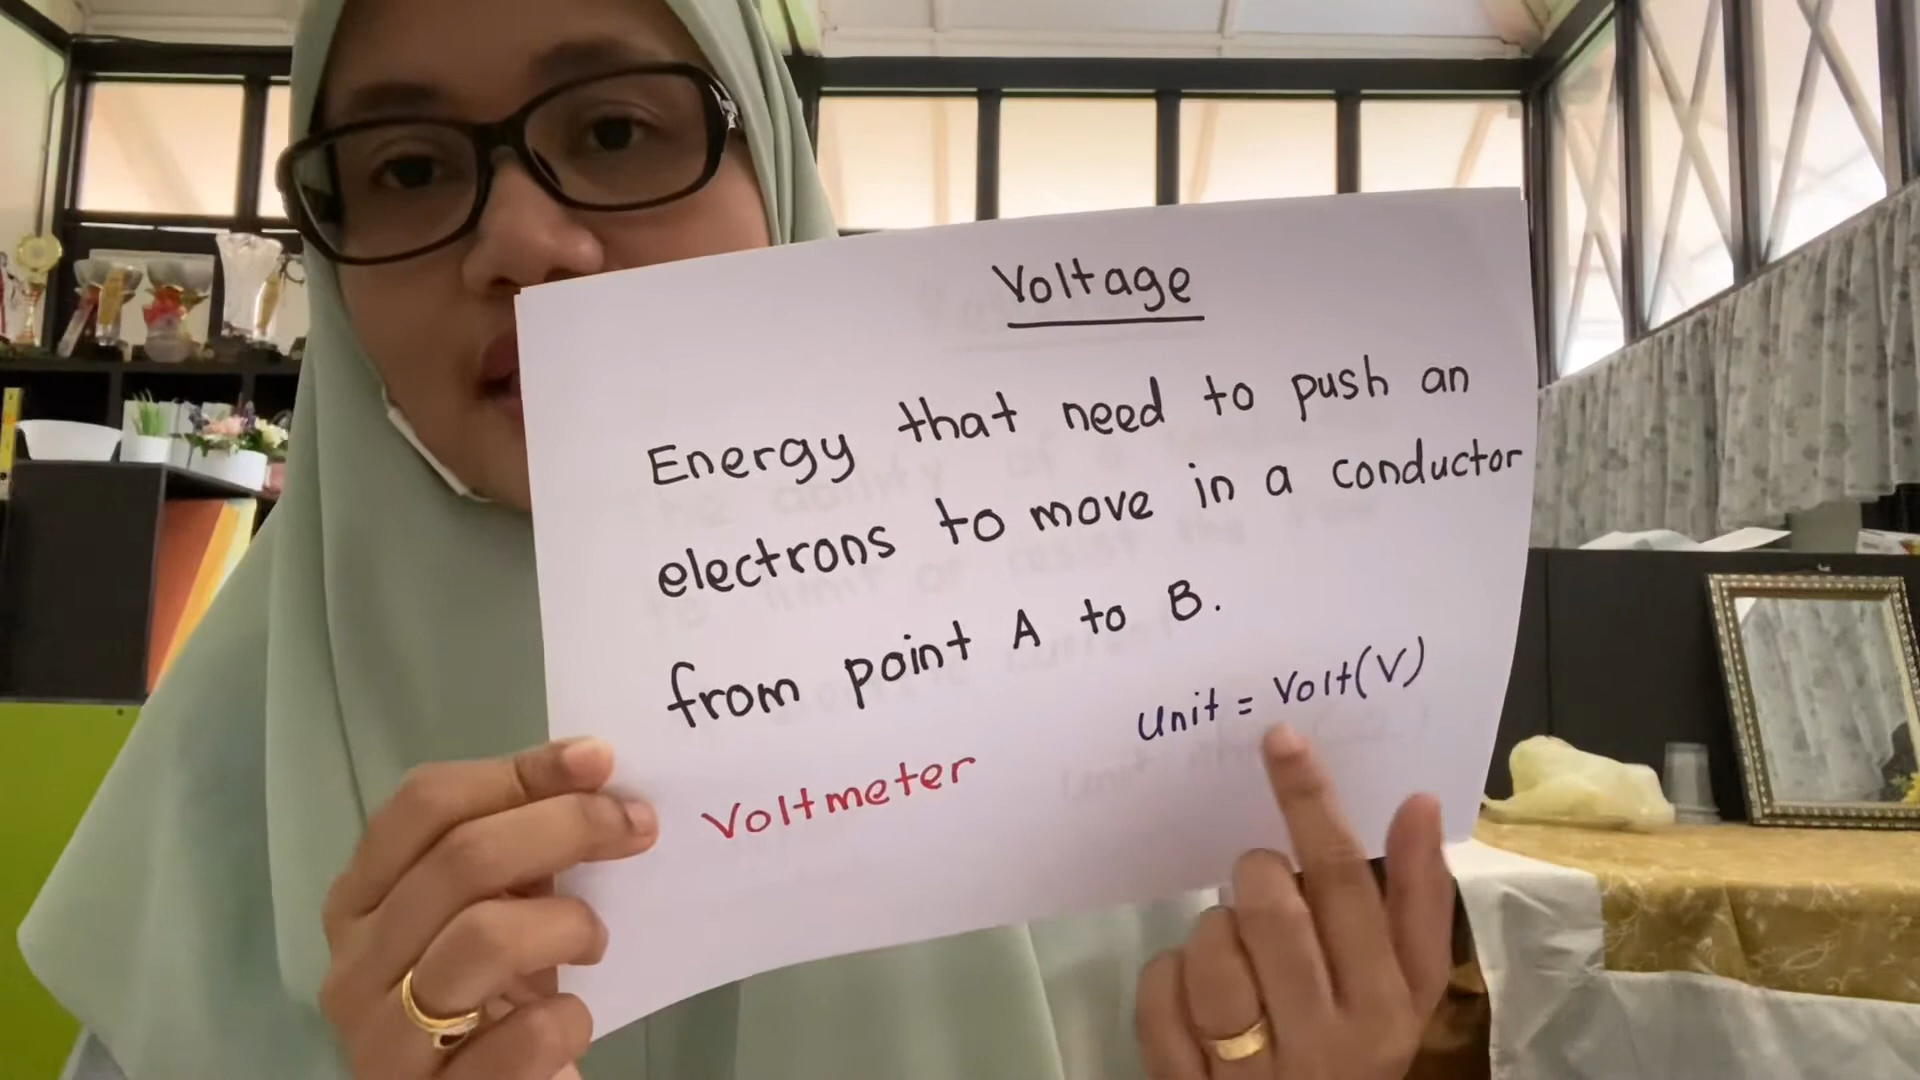 Voltage
Energy that need to push an
electrons to move in a conductor
from point A to B.
Unit = Volt(V)
Voltmeter